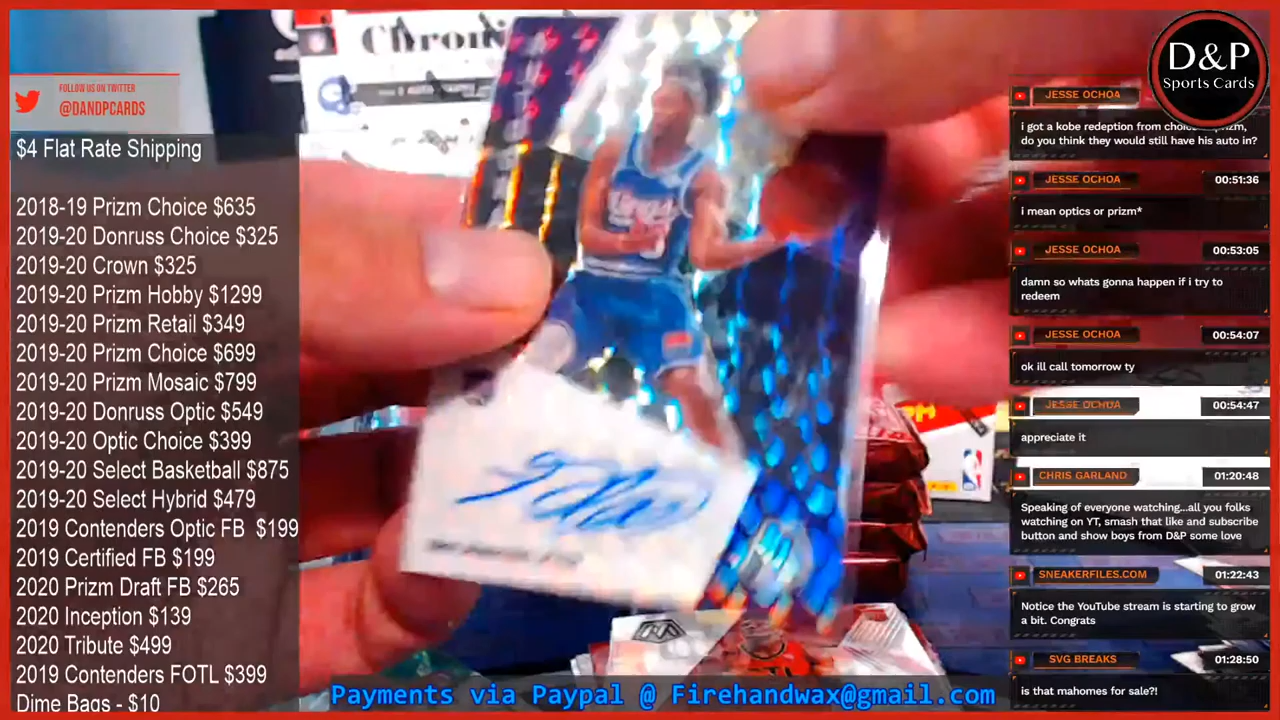 Chroni
FOLLOW US ON TWITTER
@DANDPCARDS
$4 Flat Rate Shipping
2018-19 Prizm Choice $635
2019-20 Donruss Choice $325
2019-20 Crown $325
2019-20 Prizm Hobby $1299
2019-20 Prizm Retail $349
2019-20 Prizm Choice $699
2019-20 Prizm Mosaic $799
2019-20 Donruss Optic $549
2019-20 Optic Choice $399
2019-20 Select Basketball $875
2019-20 Select Hybrid $479
2019 Contenders Optic FB $199
2019 Certified FB $199
2020 Prizm Draft FB $265
2020 Inception $139
2020 Tribute $499
2019 Contenders FOTL $399
Dime Bags - $10
Kings
Payments via Paypal @ Firehandwax@gmail.com
D&P
Sports Cards
JESSE OCHOA
i got a kobe redeption from
do you think they would still have his auto in?
JESSE OCHOA 00:51:36
i mean optics or prizm*
JESSE OCHOA 00:53:05
damn so whats gonna happen if i try to
redeem
JESSE OCHOA 00:54:07
ok ill call tomorrow ty
JESSE OCHOA 00:54:47
appreciate it
CHRIS GARLAND 01:20:48
Speaking of everyone watching...all you folks
watching on YT, smash that like and subscribe
button and show boys from D&P some love
SNEAKERFILES.COM 01:22:43
Notice the YouTube stream is starting to grow
a bit. Congrats
SVG BREAKS 01:28:50
is that mahomes for sale?!